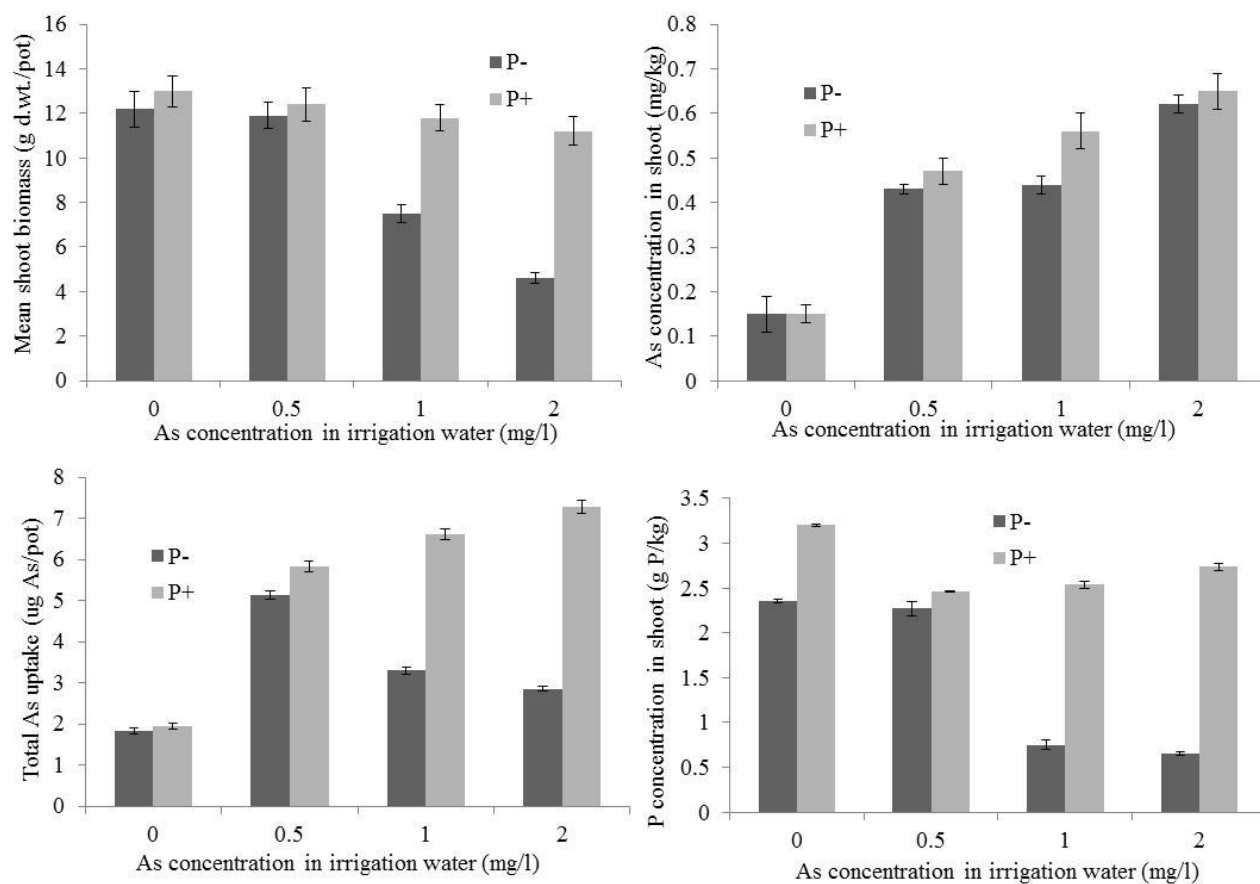 Mean shoot biomass (g d.wt./pot)
16
14
12
10
8
6
4
2
0
P-
P+
0 0.5 1 2
As concentration in irrigation water (mg/l)
As concentration in shoot (mg/kg)
0.8
0.7
0.6
0.5
0.4
0.3
0.2
0.1
0
P-
P+
0 0.5 1 2
As concentration in irrigation water (mg/l)
Total As uptake (ug As/pot)
8
7
6
5
4
3
2
1
0
P-
P+
0 0.5 1 2
As concentration in irrigation water (mg/l)
P concentration in shoot (g P/kg)
3.5
3
2.5
2
1.5
1
0.5
0
P-
P+
0 0.5 1 2
As concentration in irrigation water (mg/l)